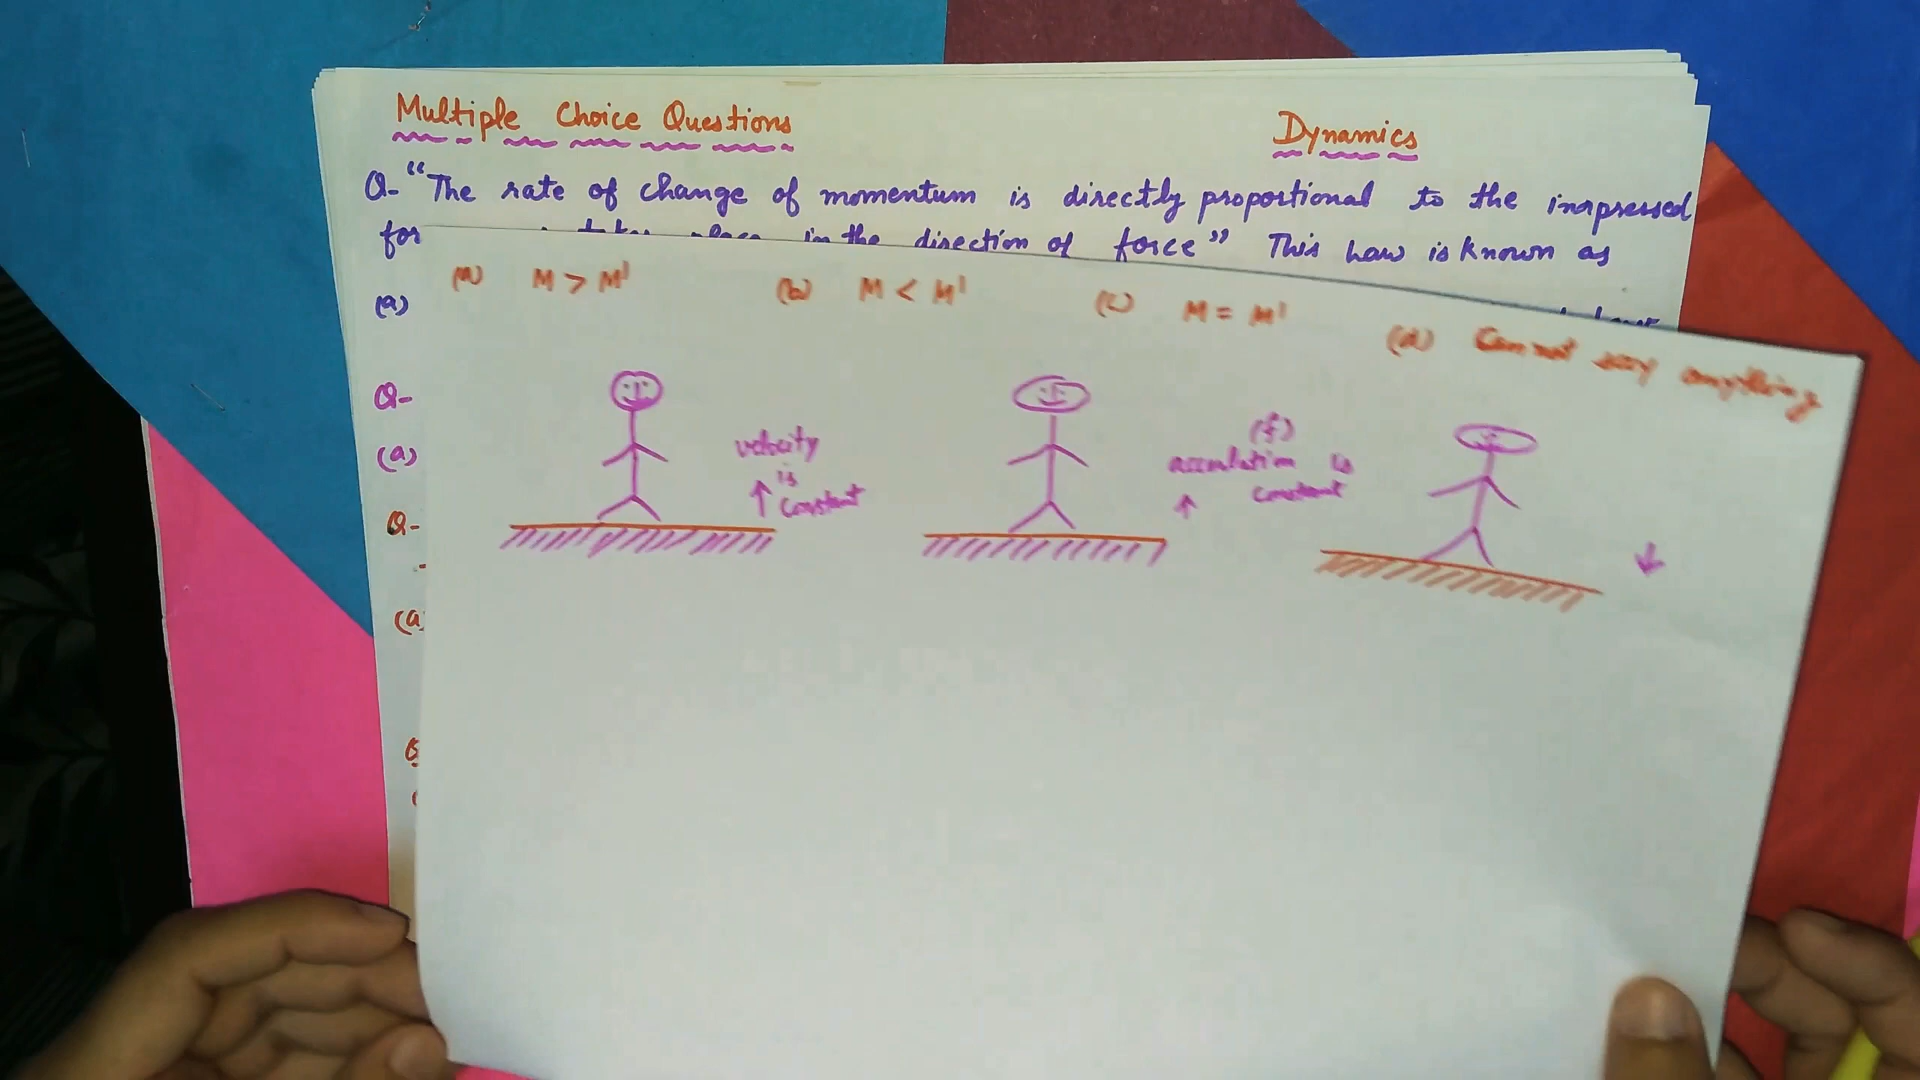 Multiple Choice Questions
Dynamics
Q- "The rate of change of momentum is directly proportional to the impressed
for in the direction of force" This Law is known as
(a)
(a) M > M' (b) M < M' (c) M = M' (d) Cannot say anything
Q-
(a)
velocity
is
↑ constant
(f)
acceleration is
↑ constant
↓
Q-
(a)